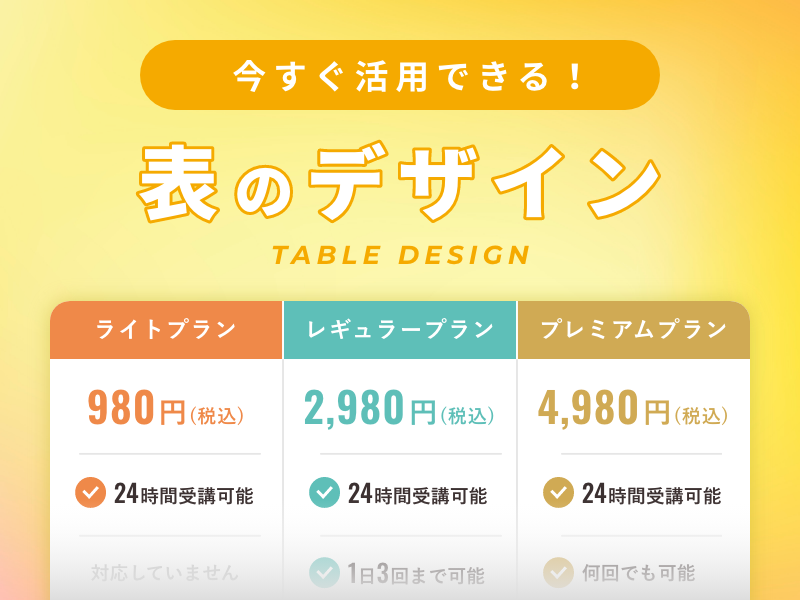 今すぐ活用できる！
表のデザイン
TABLE DESIGN
ライトプラン レギュラープラン プレミアムプラン
980円(税込) 2,980円(税込) 4,980円(税込)
24時間受講可能 24時間受講可能 24時間受講可能
対応していません 1日3回まで可能 何回でも可能